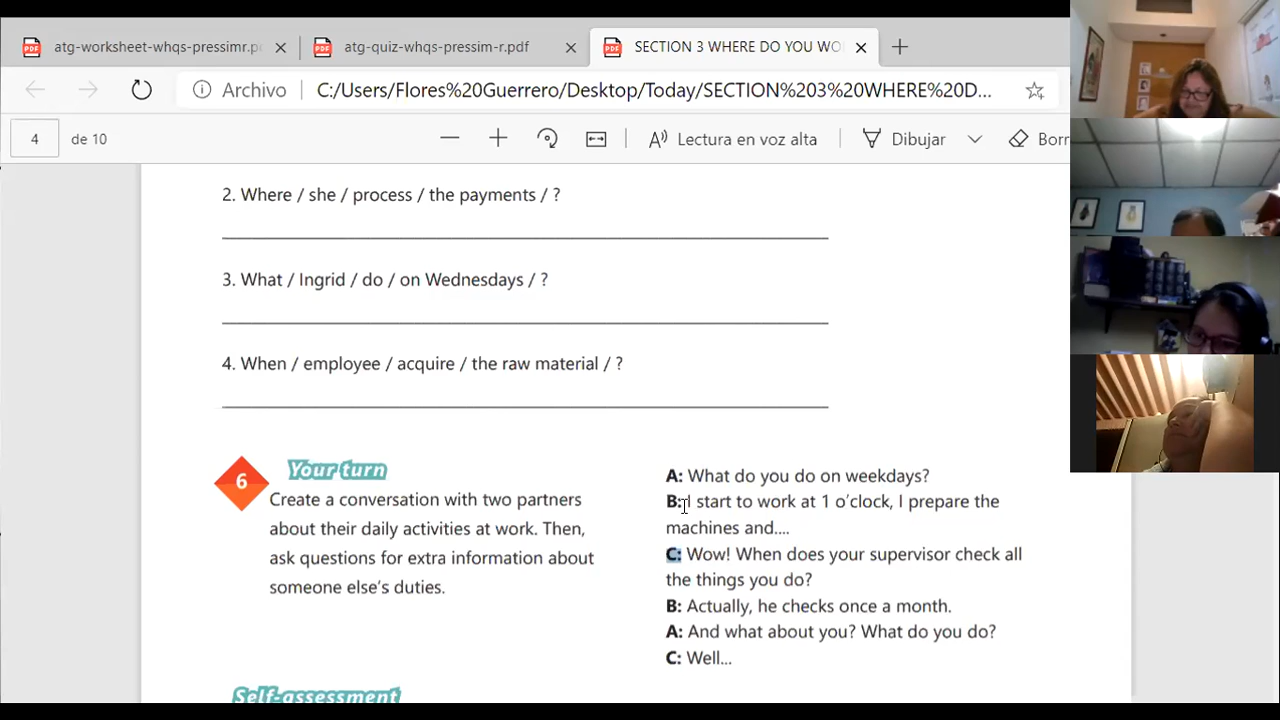 atg-worksheet-whqs-pressimr.p
atg-quiz-whqs-pressim-r.pdf
SECTION 3 WHERE DO YOU WO
Archivo
C:/Users/Flores%20Guerrero/Desktop/Today/SECTION%203%20WHERE%20D...
4
de 10
Lectura en voz alta
Dibujar
Borr
2. Where / she / process / the payments / ?
3. What / Ingrid / do / on Wednesdays / ?
4. When / employee / acquire / the raw material / ?
6
Your turn
Create a conversation with two partners
about their daily activities at work. Then,
ask questions for extra information about
someone else's duties.
A: What do you do on weekdays?
B: I start to work at 1 o'clock, I prepare the
machines and....
C: Wow! When does your supervisor check all
the things you do?
B: Actually, he checks once a month.
A: And what about you? What do you do?
C: Well...
Self-assessment